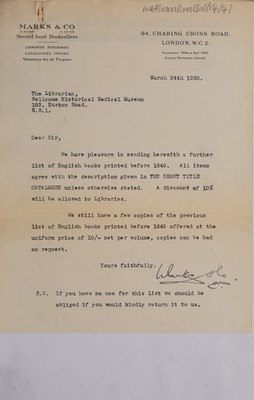 MARKS & CO.
Second-hand Booksellers
LIBRARIES PURCHASED
CATALOGUES ISSUED
Valuations for all Purposes
84, CHARING CROSS ROAD,
LONDON, W.C. 2.
March 24th 1938.
The Librarian,
Wellcome Historical Medical Museum
183, Euston Road,
N.W.1.
Dear Sir,
We have pleasure in sending herewith a further
list of English books printed before 1640. All items
agree with the description given in THE SHORT TITLE
CATALOGUE unless otherwise stated. A discount of 10%
will be allowed to Libraries.
We still have a few copies of the previous
list of English books printed before 1640 offered at the
uniform price of 10/- net per volume, copies can be had
on request.
Yours faithfully,
Marks & Co.
P.S. If you have no use for this list we should be
obliged if you would kindly return it to us.